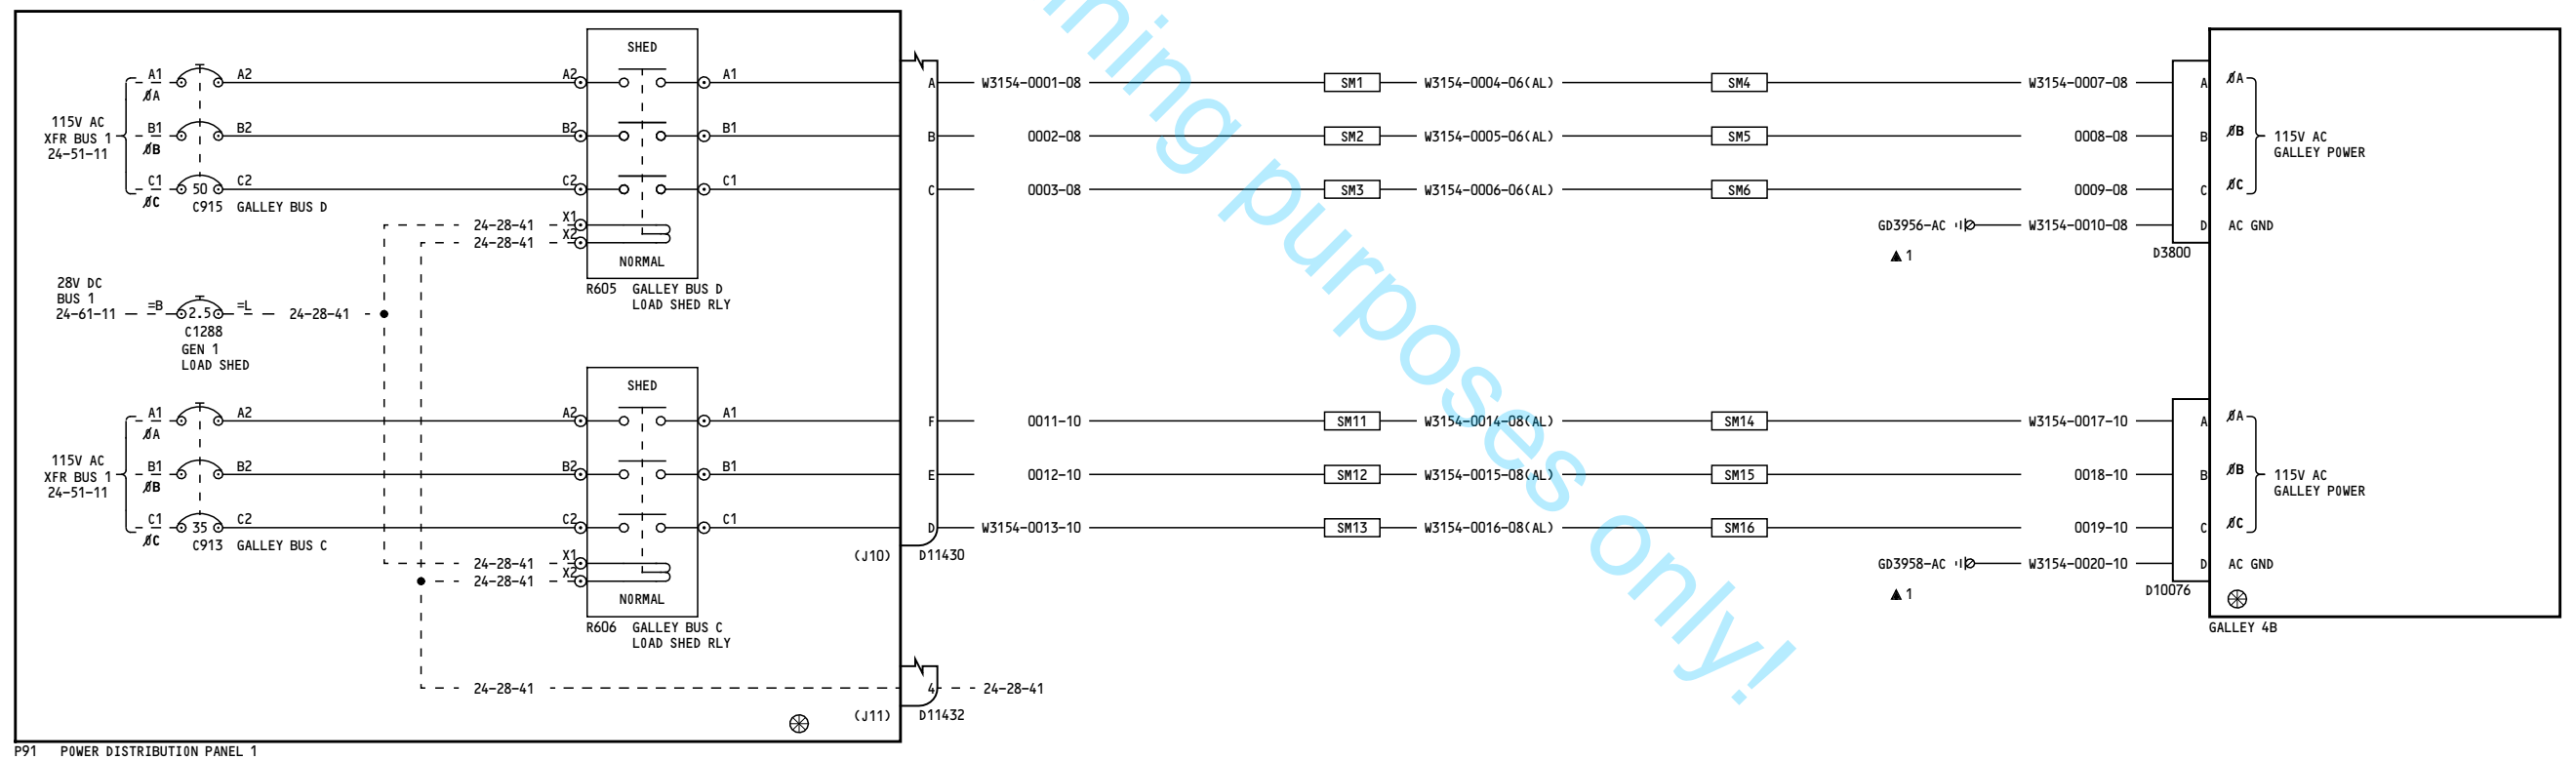 SHED
A1 A2 A2 A1 A W3154-0001-08 SM1 W3154-0004-06(AL) SM4 W3154-0007-08 A ØA
ØA
115V AC
XFR BUS 1
24-51-11
B1 B2 B2 B1 B 0002-08 SM2 W3154-0005-06(AL) SM5 0008-08 B ØB
ØB
115V AC
GALLEY POWER
C1 50 C2 C2 C1 C 0003-08 SM3 W3154-0006-06(AL) SM6 0009-08 C ØC
ØC
C915 GALLEY BUS D
24-28-41 X1
24-28-41 X2
GD3956-AC W3154-0010-08 D AC GND
1
D3800
NORMAL
R605 GALLEY BUS D
LOAD SHED RLY
28V DC
BUS 1
24-61-11 =B 2.5 =L 24-28-41
C1288
GEN 1
LOAD SHED
SHED
A1 A2 A2 A1 F 0011-10 SM11 W3154-0014-08(AL) SM14 W3154-0017-10 A ØA
ØA
115V AC
XFR BUS 1
24-51-11
B1 B2 B2 B1 E 0012-10 SM12 W3154-0015-08(AL) SM15 0018-10 B ØB
ØB
115V AC
GALLEY POWER
C1 35 C2 C2 C1 D W3154-0013-10 SM13 W3154-0016-08(AL) SM16 0019-10 C ØC
ØC
C913 GALLEY BUS C
(J10) D11430
24-28-41 X1
24-28-41 X2
GD3958-AC W3154-0020-10 D AC GND
1
D10076
NORMAL
R606 GALLEY BUS C
LOAD SHED RLY
GALLEY 4B
24-28-41 4 24-28-41
(J11) D11432
P91 POWER DISTRIBUTION PANEL 1
ning purposes only!